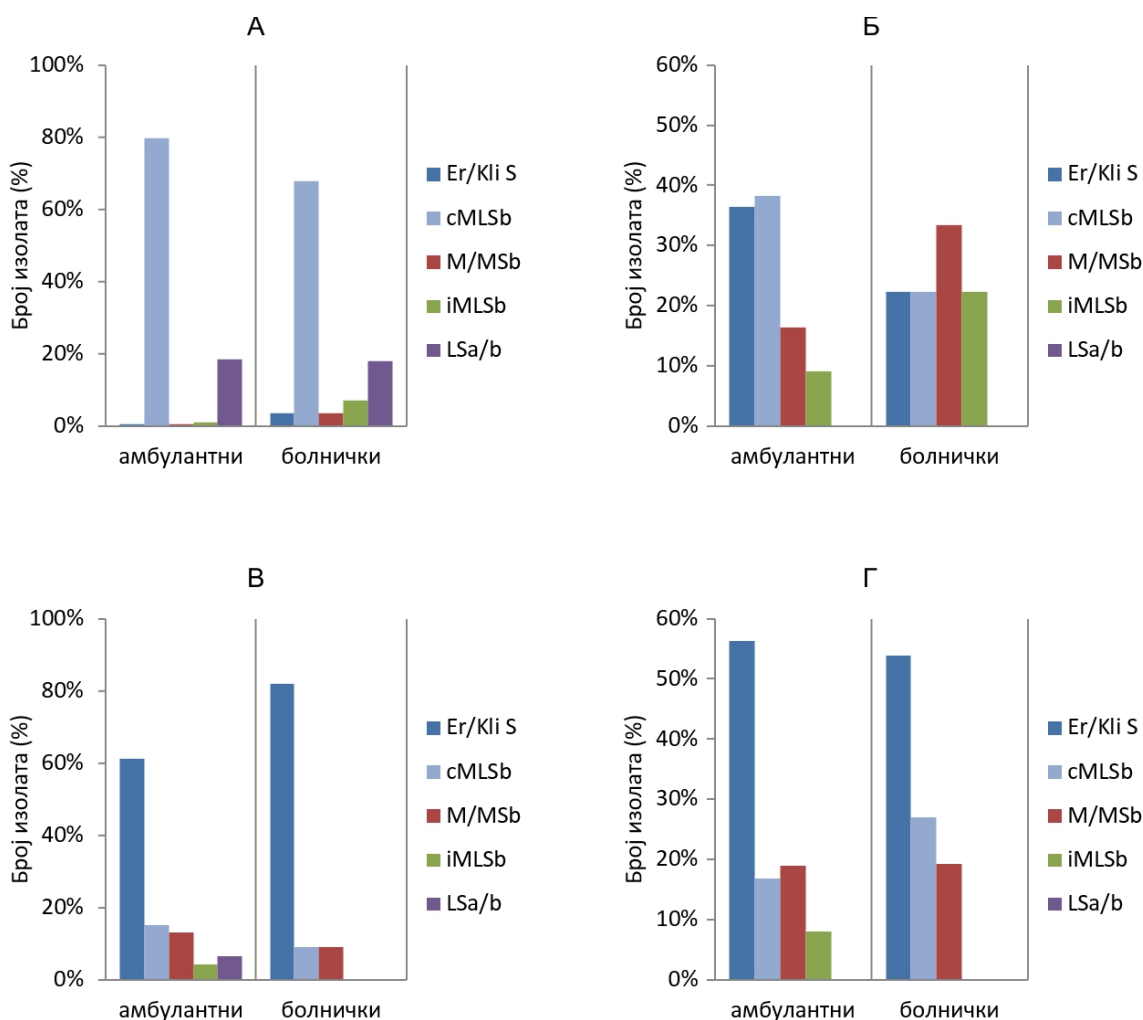 А
Број изолата (%)
100%
80%
60%
40%
20%
0%
амбулантни
болнички
Er/Kli S
cMLSb
M/MSb
iMLSb
LSa/b
Б
Број изолата (%)
60%
50%
40%
30%
20%
10%
0%
амбулантни
болнички
Er/Kli S
cMLSb
M/MSb
iMLSb
LSa/b
В
Број изолата (%)
100%
80%
60%
40%
20%
0%
амбулантни
болнички
Er/Kli S
cMLSb
M/MSb
iMLSb
LSa/b
Г
Број изолата (%)
60%
50%
40%
30%
20%
10%
0%
амбулантни
болнички
Er/Kli S
cMLSb
M/MSb
iMLSb
LSa/b